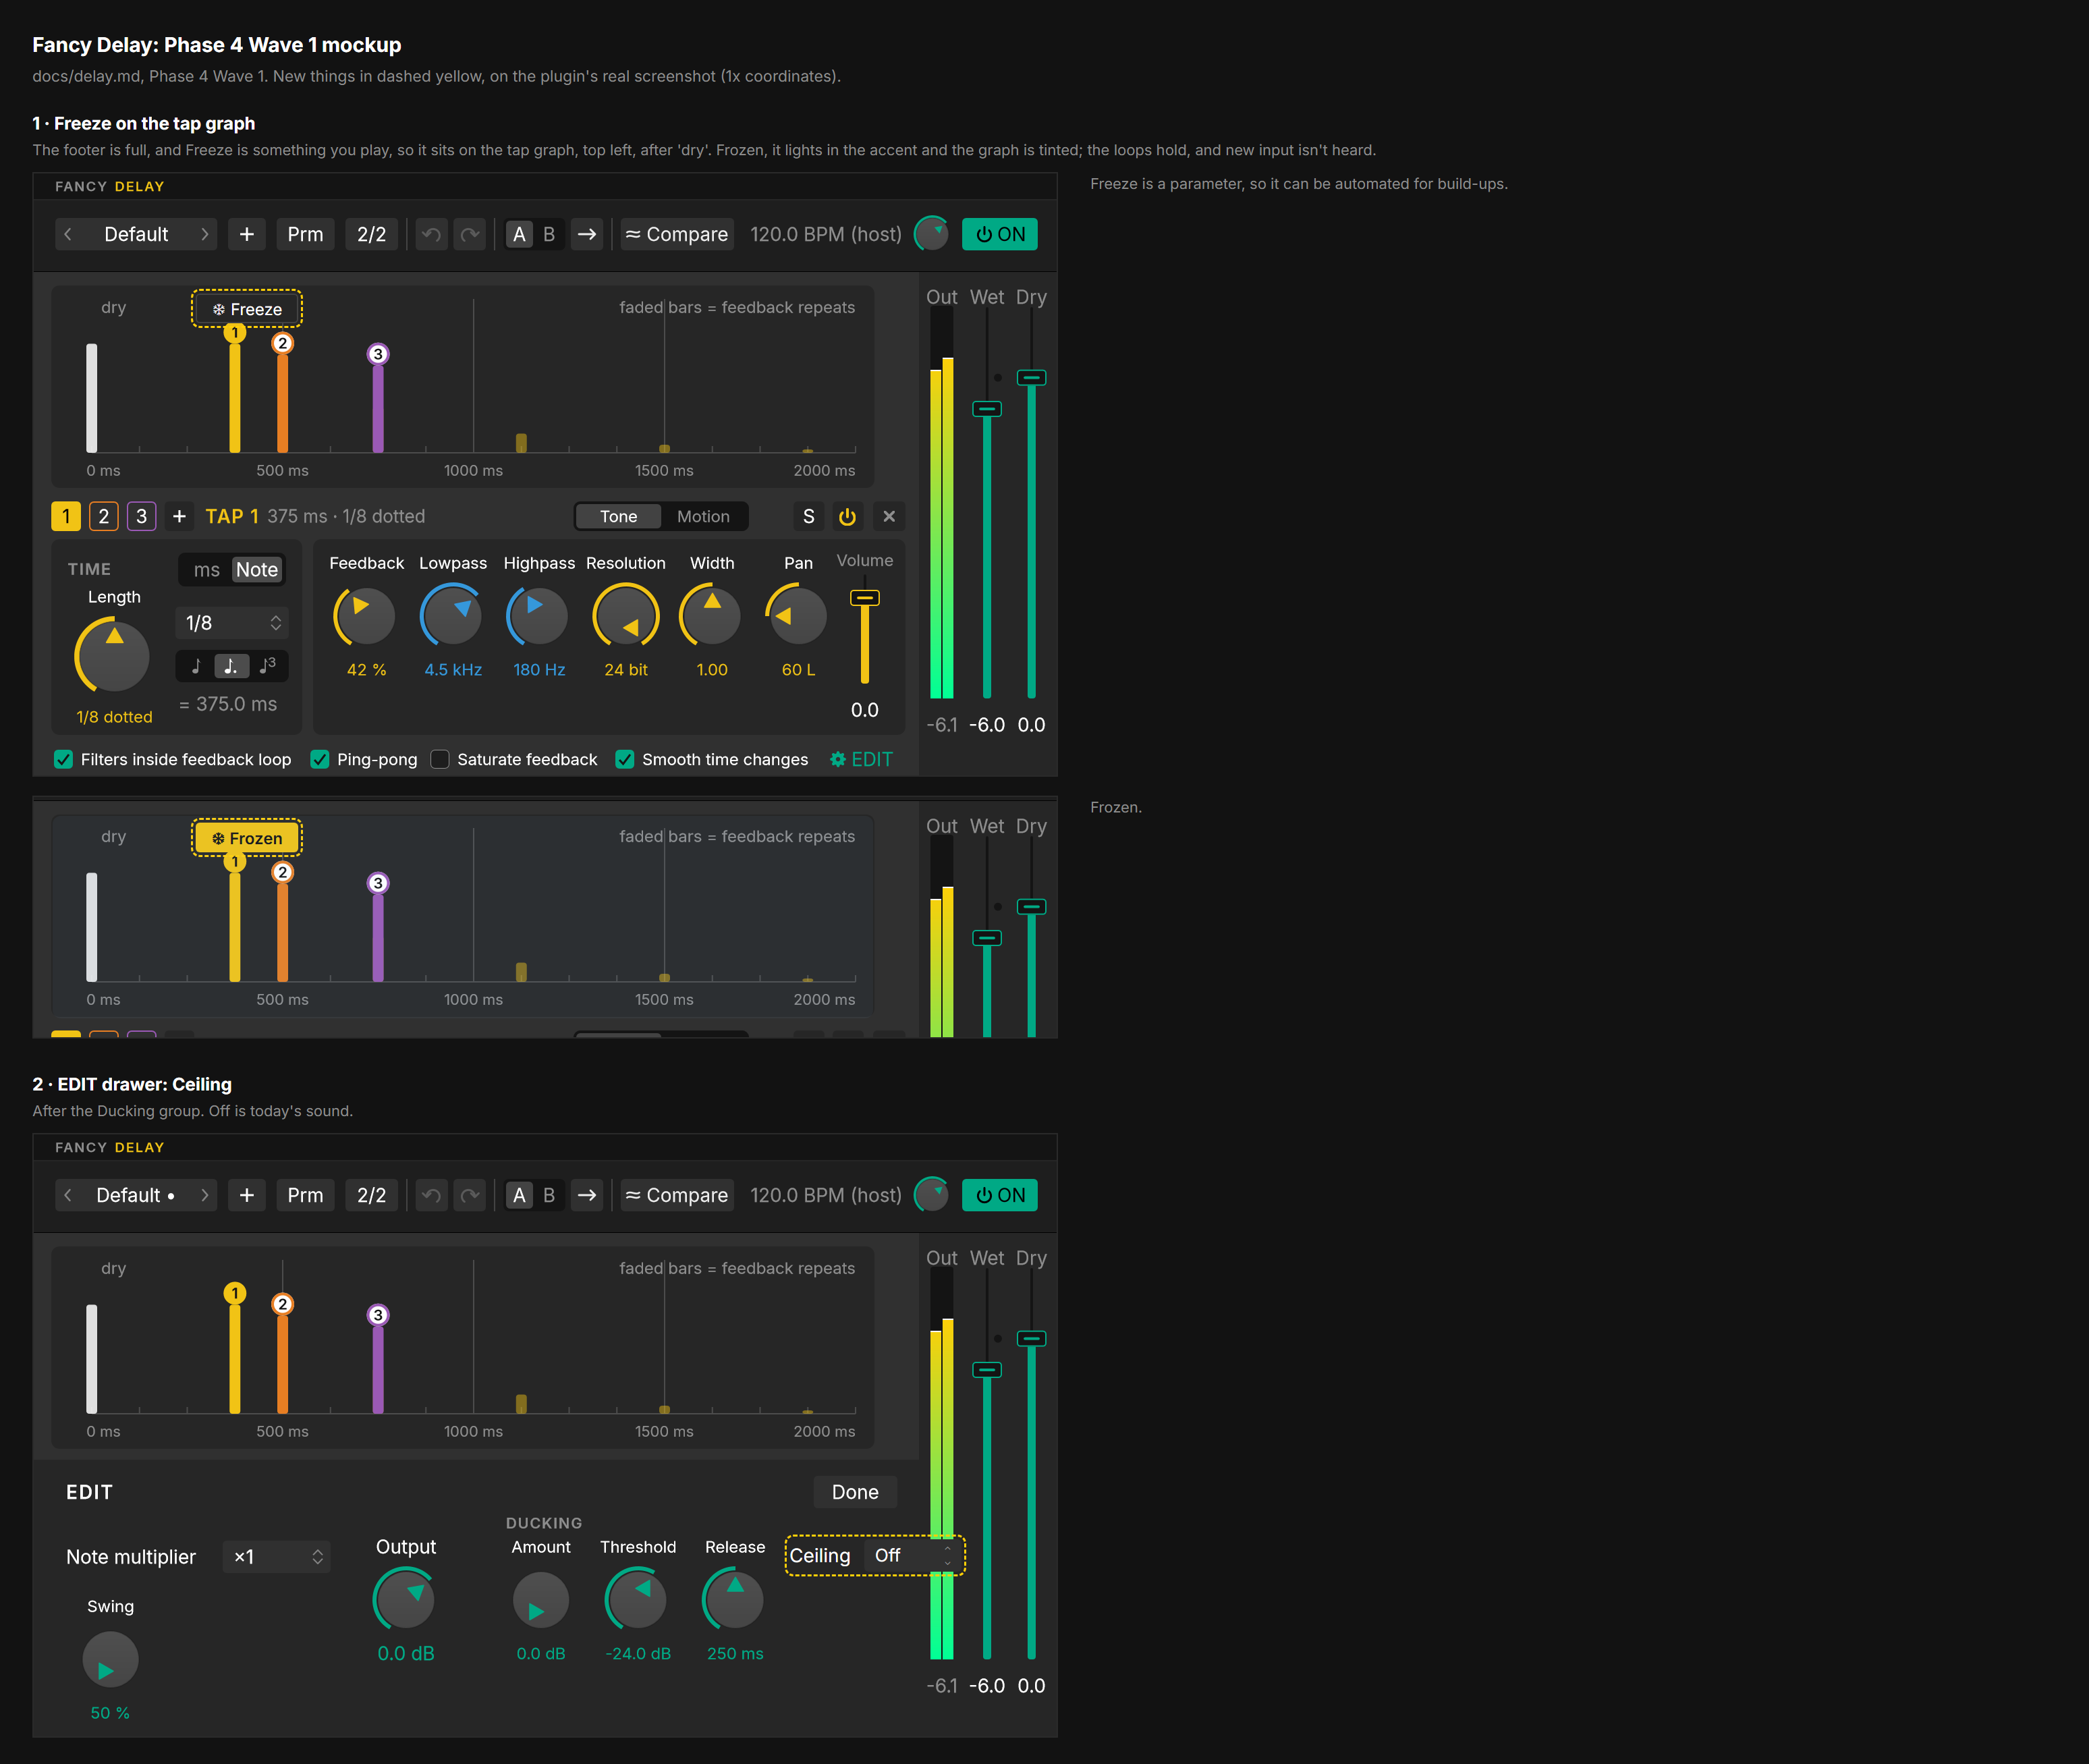 Fancy Delay: Phase 4 Wave 1 mockup
docs/delay.md, Phase 4 Wave 1. New things in dashed yellow, on the plugin's real screenshot (1x coordinates).
1 · Freeze on the tap graph
The footer is full, and Freeze is something you play, so it sits on the tap graph, top left, after 'dry'. Frozen, it lights in the accent and the graph is tinted; the loops hold, and new input isn't heard.
FANCY DELAY
Freeze is a parameter, so it can be automated for build-ups.
Default + Prm 2/2 A B → ≈ Compare 120.0 BPM (host) ON
dry ❄ Freeze faded bars = feedback repeats Out Wet Dry
1 2 3
0 ms 500 ms 1000 ms 1500 ms 2000 ms
1 2 3 + TAP 1 375 ms · 1/8 dotted Tone Motion S ×
TIME ms Note Feedback Lowpass Highpass Resolution Width Pan Volume
Length
1/8
3
42 % 4.5 kHz 180 Hz 24 bit 1.00 60 L
= 375.0 ms
1/8 dotted 0.0
-6.1 -6.0 0.0
Filters inside feedback loop Ping-pong Saturate feedback Smooth time changes EDIT
Frozen.
dry ❄ Frozen faded bars = feedback repeats Out Wet Dry
1 2 3
0 ms 500 ms 1000 ms 1500 ms 2000 ms
2 · EDIT drawer: Ceiling
After the Ducking group. Off is today's sound.
FANCY DELAY
Default • + Prm 2/2 A B → ≈ Compare 120.0 BPM (host) ON
dry faded bars = feedback repeats Out Wet Dry
1 2 3
0 ms 500 ms 1000 ms 1500 ms 2000 ms
EDIT Done
DUCKING
Output Amount Threshold Release
Note multiplier ×1 Ceiling Off
Swing
0.0 dB 0.0 dB -24.0 dB 250 ms
-6.1 -6.0 0.0
50 %